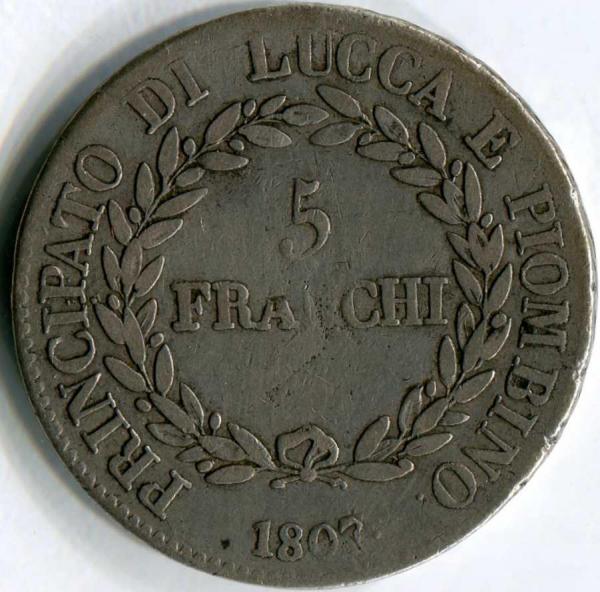 PRINCIPATO DI LUCCA E PIOMBINO
5
FRANCHI
1807